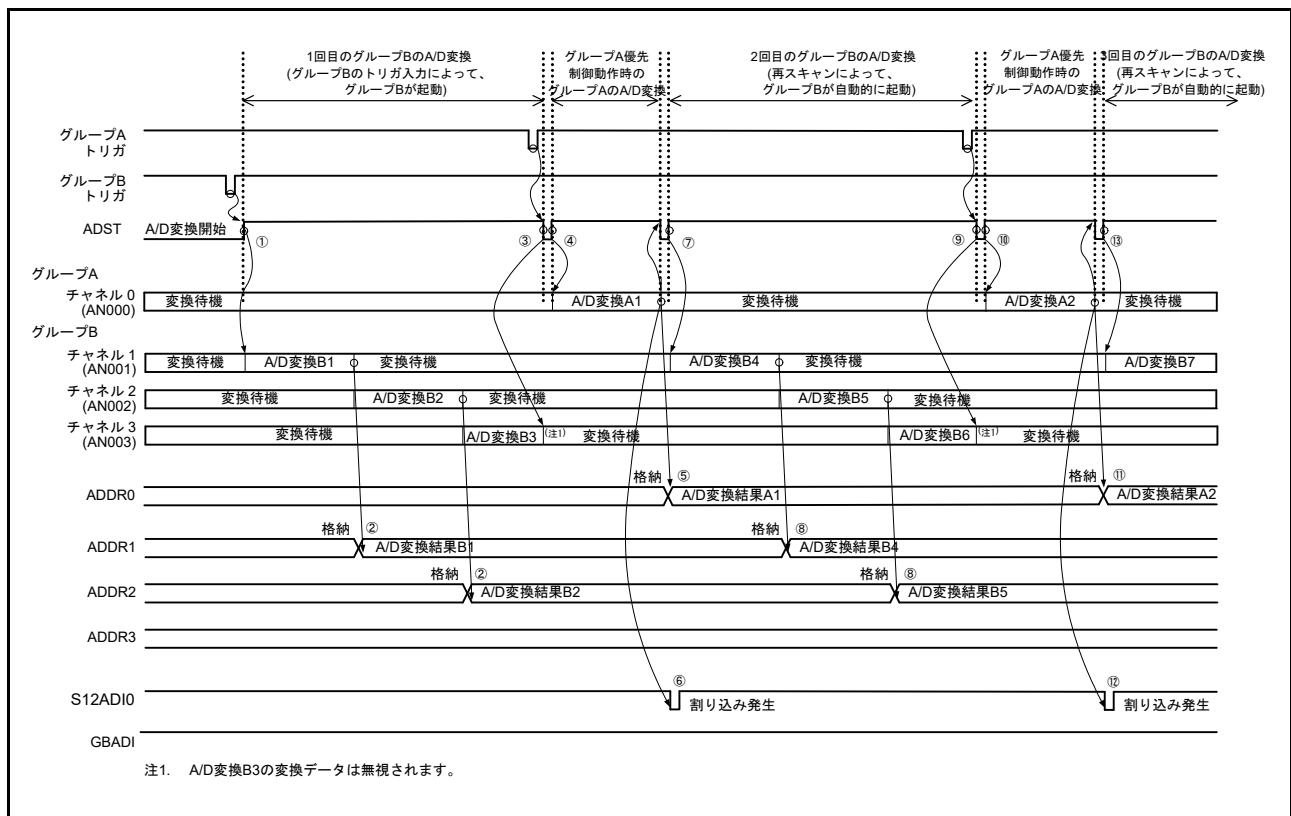 1回目のグループBのA/D変換
(グループBのトリガ入力によって、
グループBが起動)
グループA優先
制御動作時の
グループAのA/D変換
2回目のグループBのA/D変換
(再スキャンによって、
グループBが自動的に起動)
グループA優先
制御動作時の
グループAのA/D変換
3回目のグループBのA/D変換
(再スキャンによって、
グループBが自動的に起動)
グループA
トリガ
グループB
トリガ
ADST
A/D変換開始
① ③ ④ ⑦ ⑨ ⑩ ⑬
グループA
チャネル 0
(AN000)
変換待機 A/D変換A1 変換待機 A/D変換A2 変換待機
グループB
チャネル 1
(AN001)
変換待機 A/D変換B1 変換待機 A/D変換B4 変換待機 A/D変換B7
チャネル 2
(AN002)
変換待機 A/D変換B2 変換待機 A/D変換B5 変換待機
チャネル 3
(AN003)
変換待機 A/D変換B3 (注1) 変換待機 A/D変換B6 (注1) 変換待機
ADDR0
格納 ⑤ A/D変換結果A1 格納 ⑪ A/D変換結果A2
ADDR1
格納 ② A/D変換結果B1 格納 ⑧ A/D変換結果B4
ADDR2
格納 ② A/D変換結果B2 格納 ⑧ A/D変換結果B5
ADDR3
S12ADI0
⑥ 割り込み発生 ⑫ 割り込み発生
GBADI
注1. A/D変換B3の変換データは無視されます。